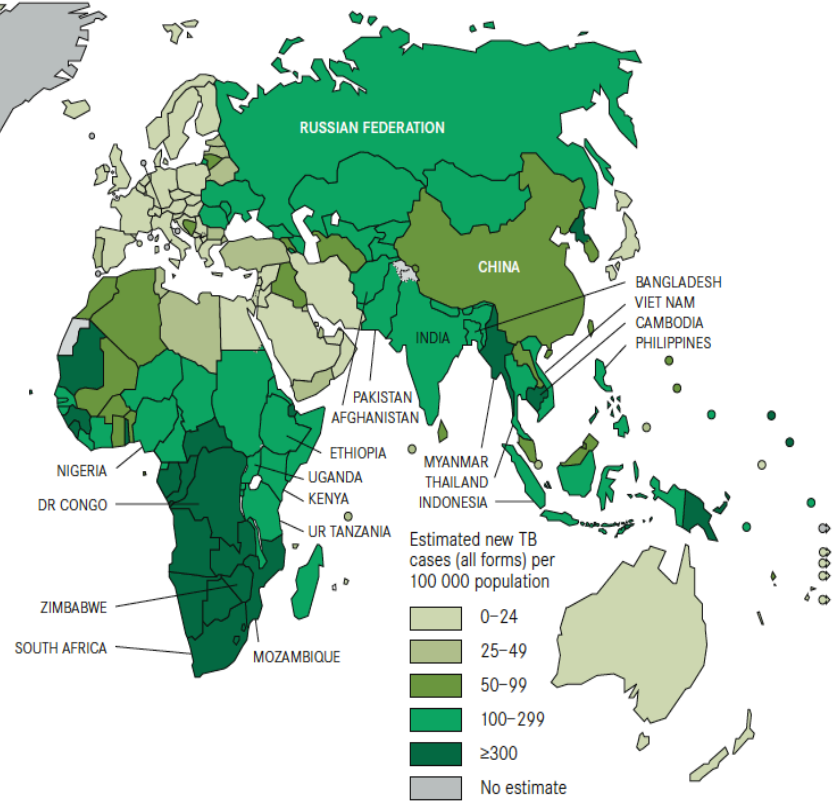 RUSSIAN FEDERATION
CHINA
BANGLADESH
VIET NAM
CAMBODIA
PHILIPPINES
INDIA
PAKISTAN
AFGHANISTAN
NIGERIA
ETHIOPIA
MYANMAR
UGANDA
THAILAND
DR CONGO
KENYA
INDONESIA
UR TANZANIA
ZIMBABWE
SOUTH AFRICA
MOZAMBIQUE
Estimated new TB
cases (all forms) per
100 000 population
0–24
25–49
50–99
100–299
≥300
No estimate